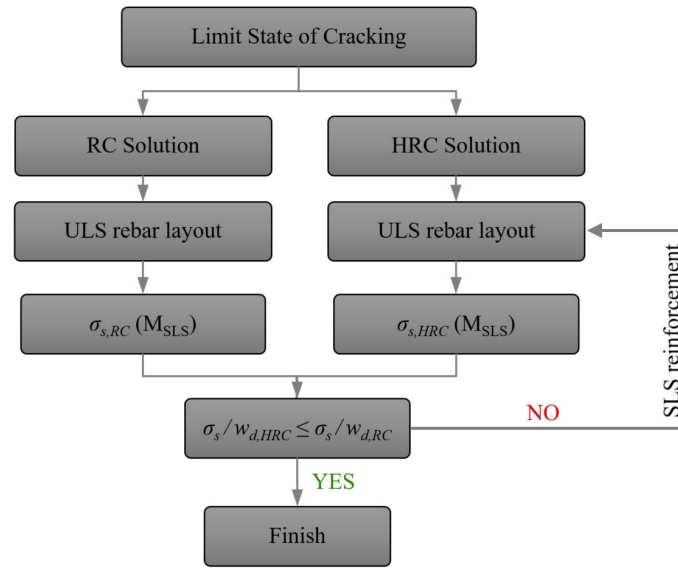 Limit State of Cracking
RC Solution
HRC Solution
ULS rebar layout
ULS rebar layout
σs,RC (MSLS)
σs,HRC (MSLS)
σs / wd,HRC ≤ σs / wd,RC
NO
SLS reinforcement
YES
Finish